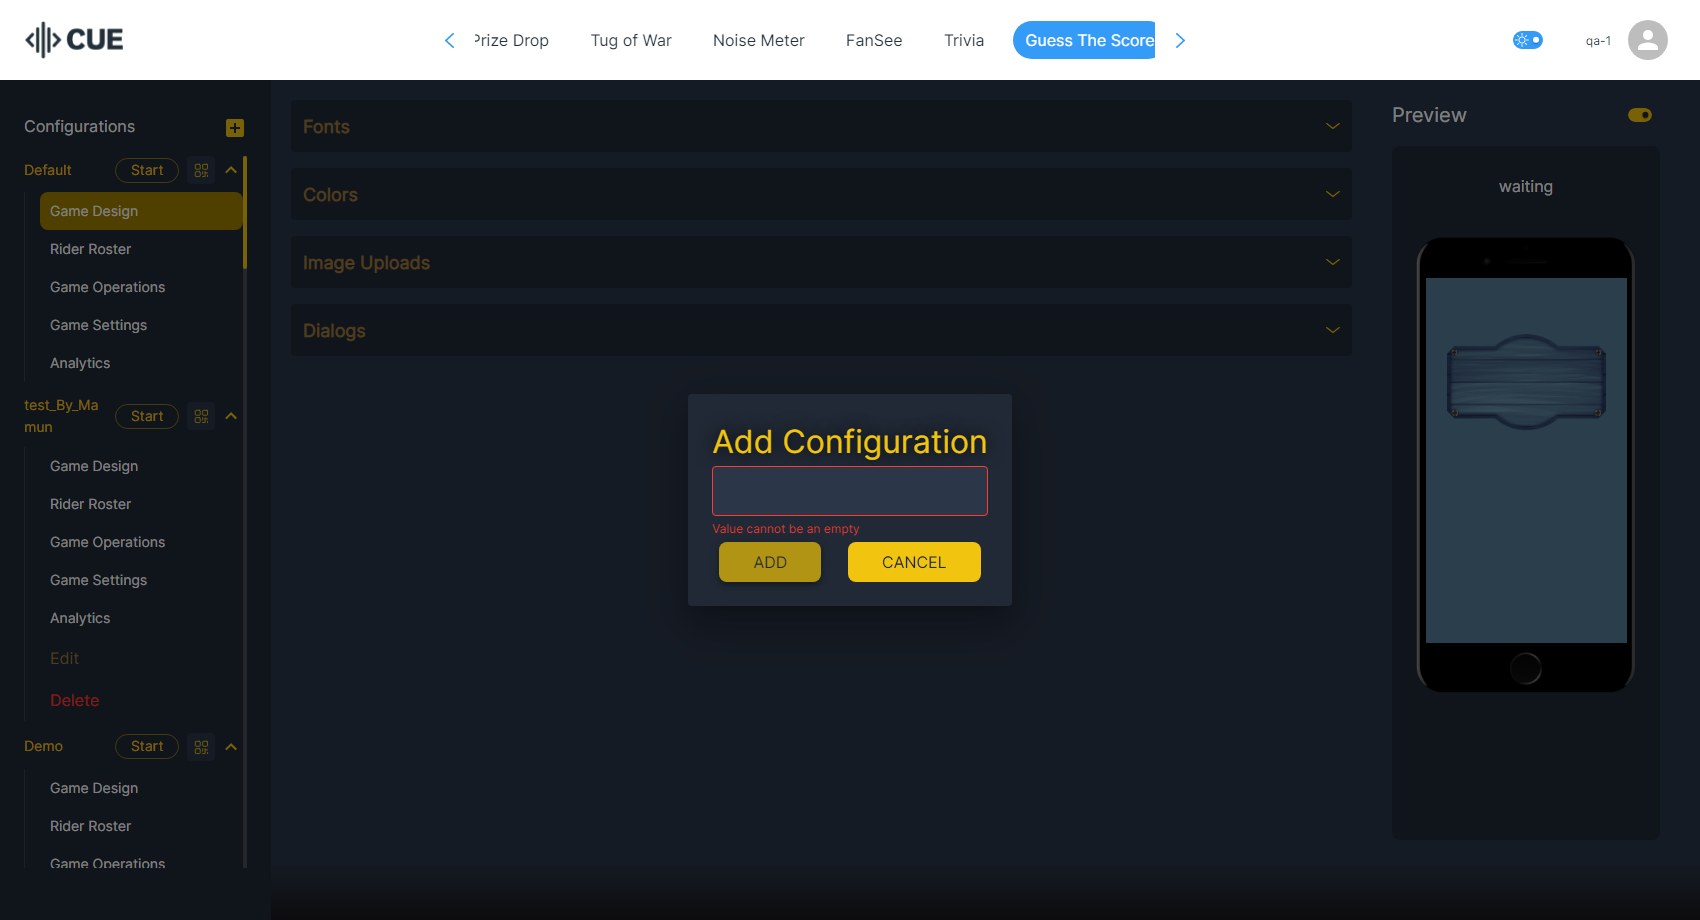 CUE
Prize Drop
Tug of War
Noise Meter
FanSee
Trivia
Guess The Score
qa-1
Configurations
Default
Start
Game Design
Rider Roster
Game Operations
Game Settings
Analytics
test_By_Ma
mun
Start
Game Design
Rider Roster
Game Operations
Game Settings
Analytics
Edit
Delete
Demo
Start
Game Design
Rider Roster
Game Operations
Fonts
Colors
Image Uploads
Dialogs
Add Configuration
Value cannot be an empty
ADD
CANCEL
Preview
waiting